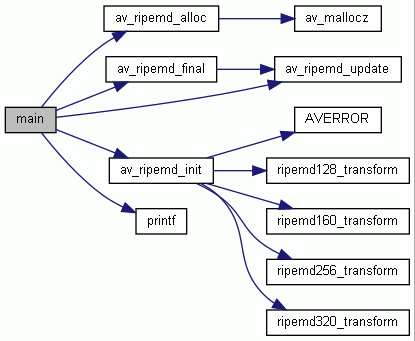 av_ripemd_alloc
av_mallocz
av_ripemd_final
av_ripemd_update
main
AVERROR
av_ripemd_init
ripemd128_transform
printf
ripemd160_transform
ripemd256_transform
ripemd320_transform